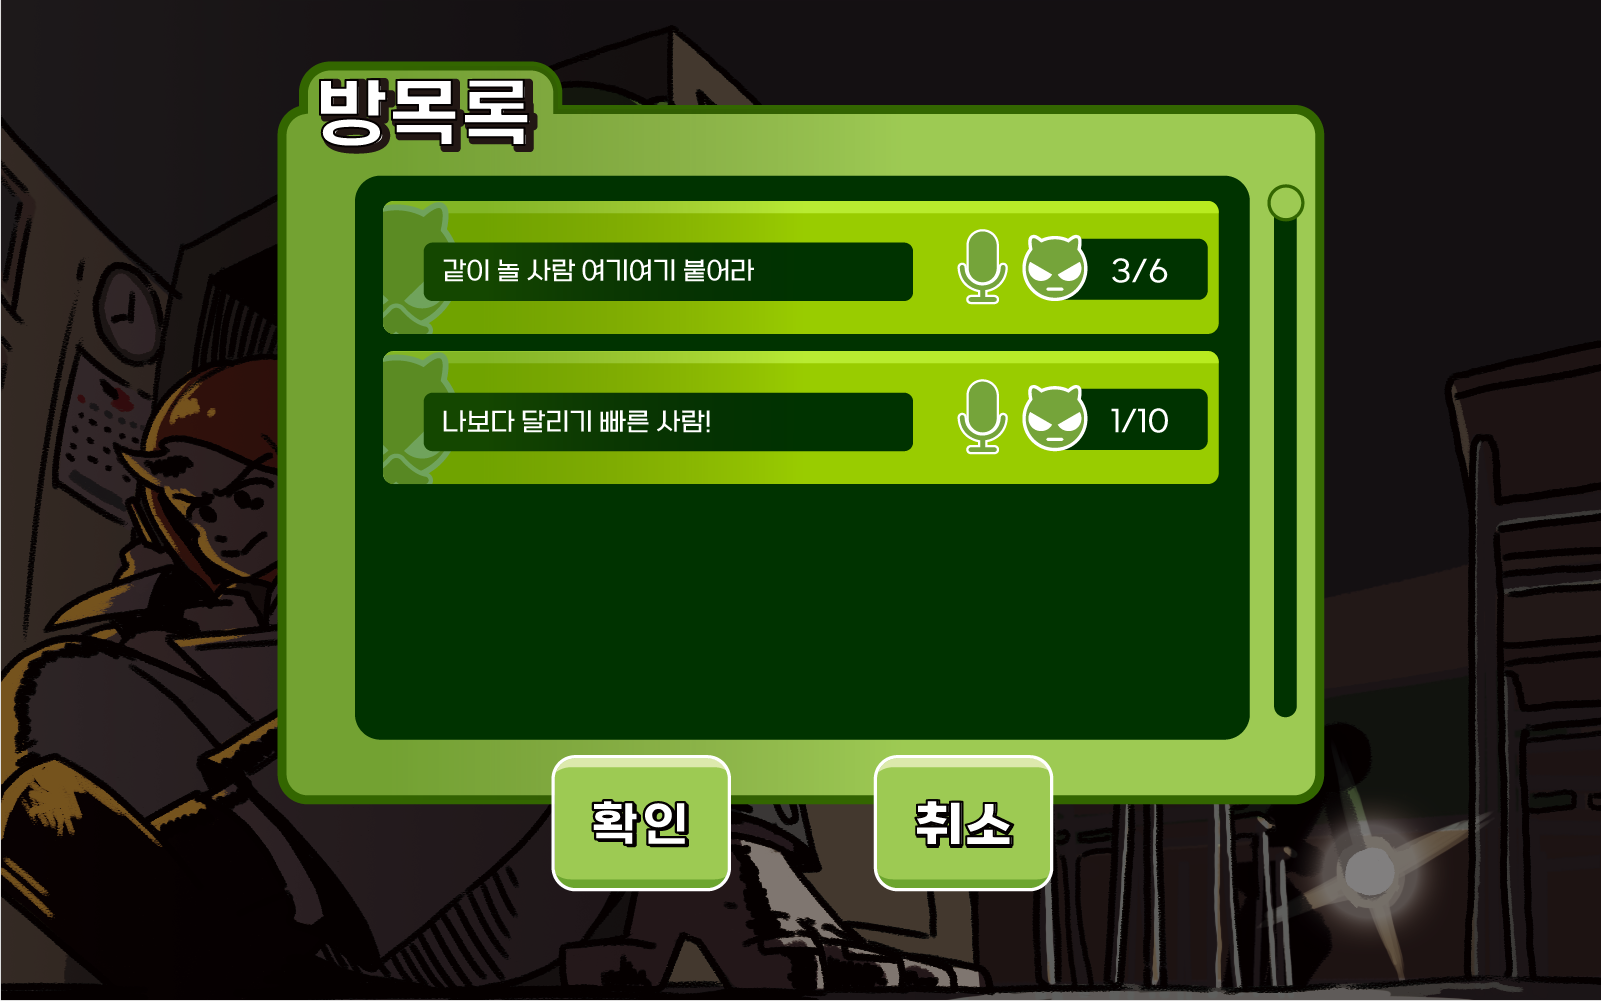 방목록
같이 놀 사람 여기여기 붙어라
3/6
나보다 달리기 빠른 사람!
1/10
확인
취소